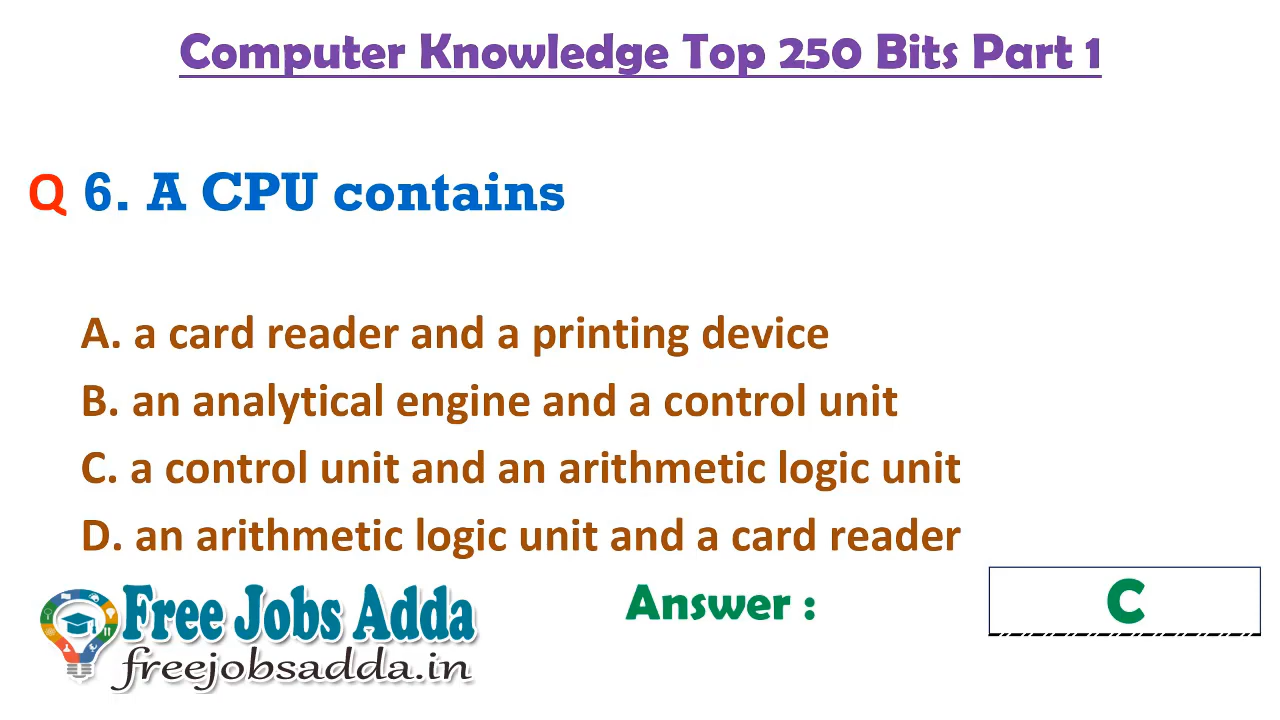 Computer Knowledge Top 250 Bits Part 1
Q 6. A CPU contains
A. a card reader and a printing device
B. an analytical engine and a control unit
C. a control unit and an arithmetic logic unit
D. an arithmetic logic unit and a card reader
Free Jobs Adda
freejobsadda.in
Answer :
C